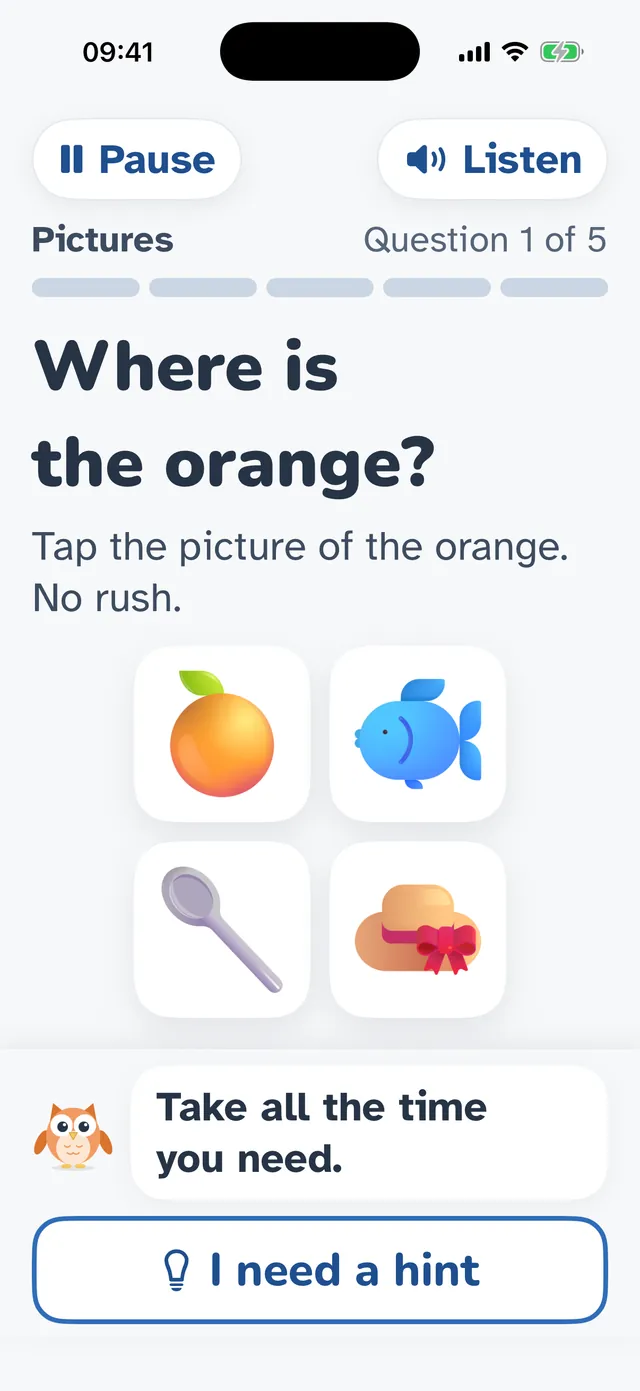 09:41
Pause
Listen
Pictures
Question 1 of 5
Where is
the orange?
Tap the picture of the orange.
No rush.
Take all the time
you need.
I need a hint